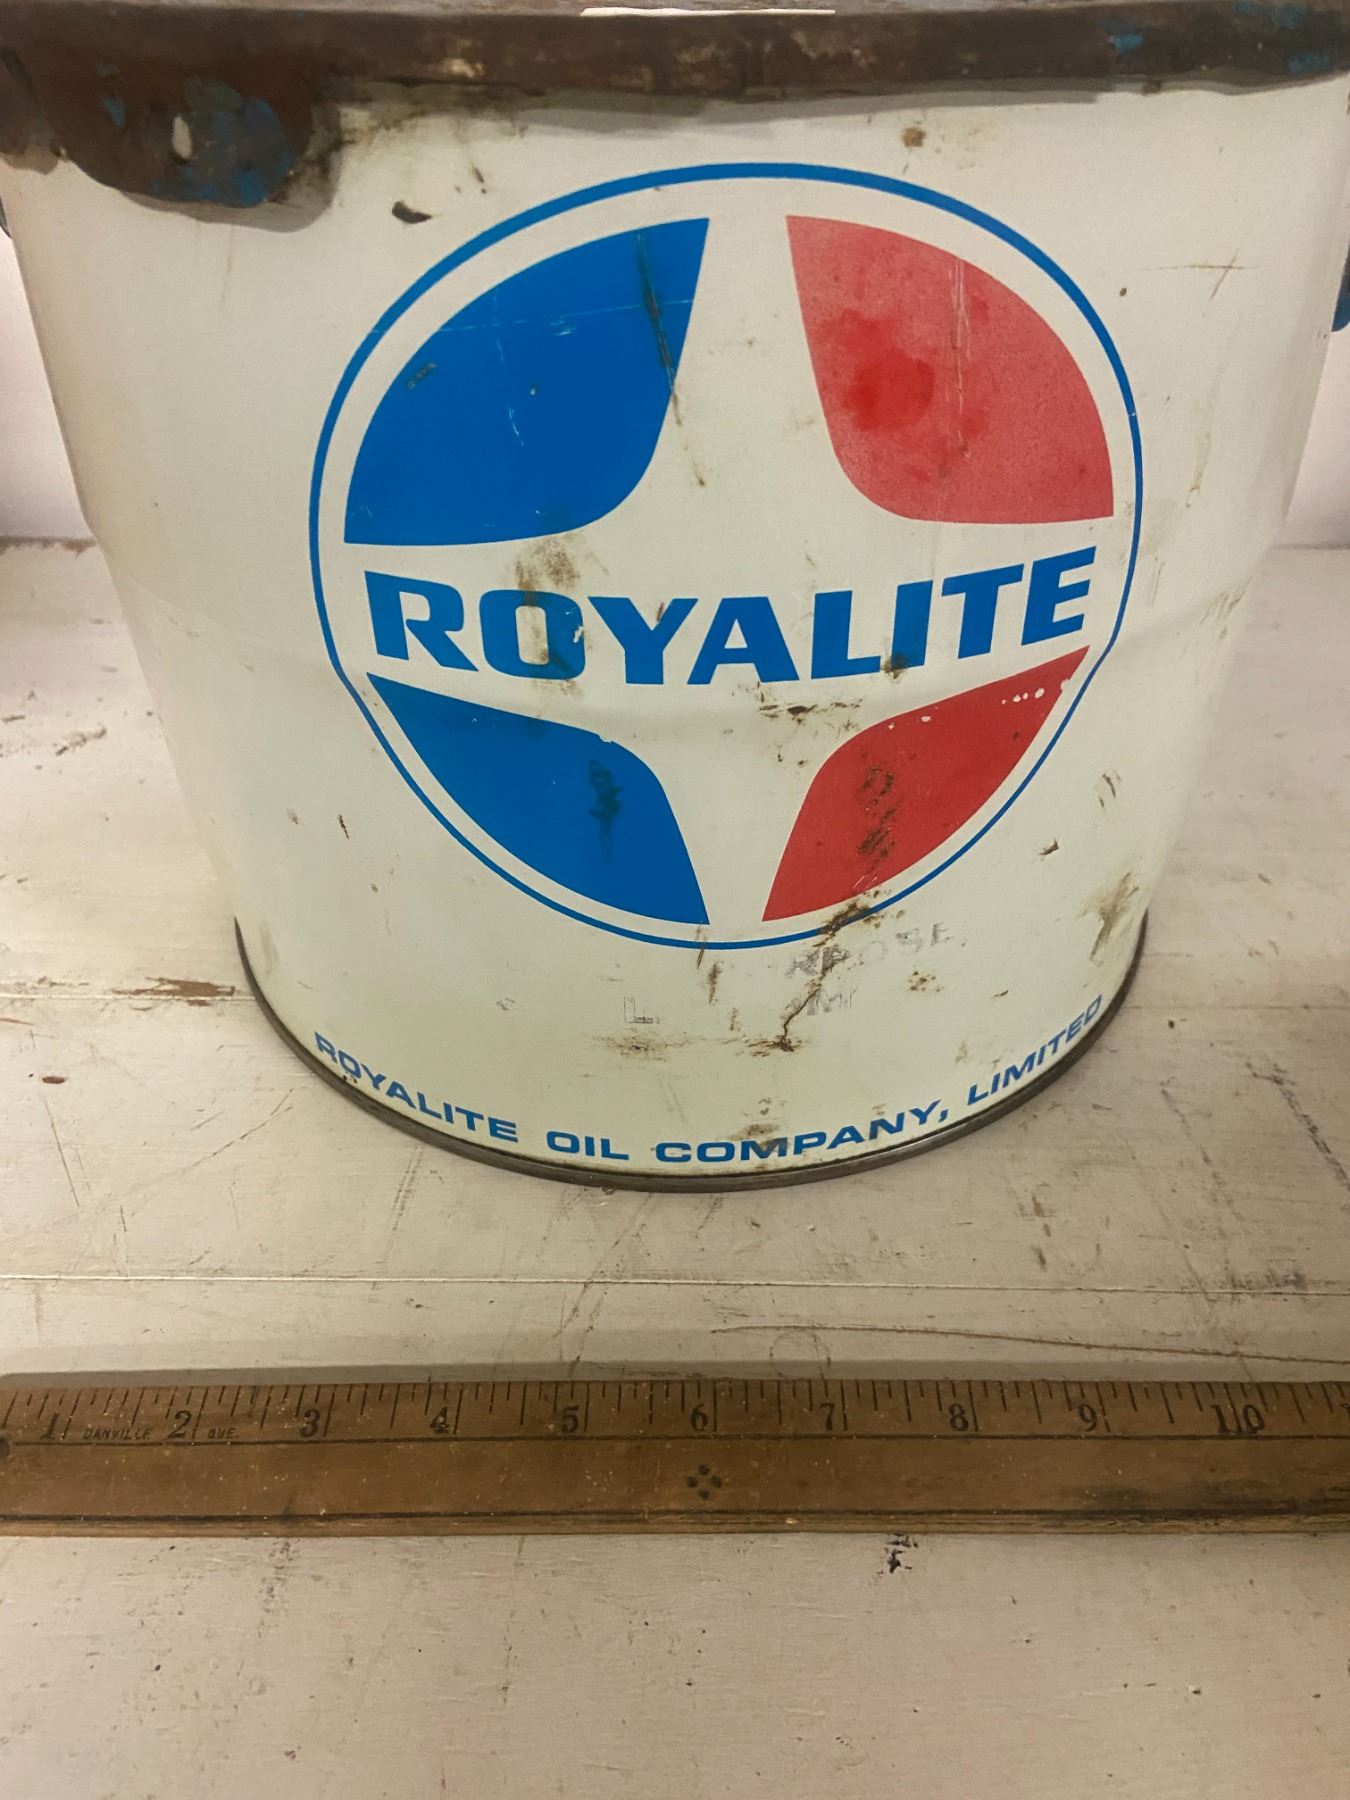 ROYALITE
ROYALITE OIL COMPANY, LIMITED
1 DANVILLE 2 QUE. 3 4 5 6 7 8 9 10